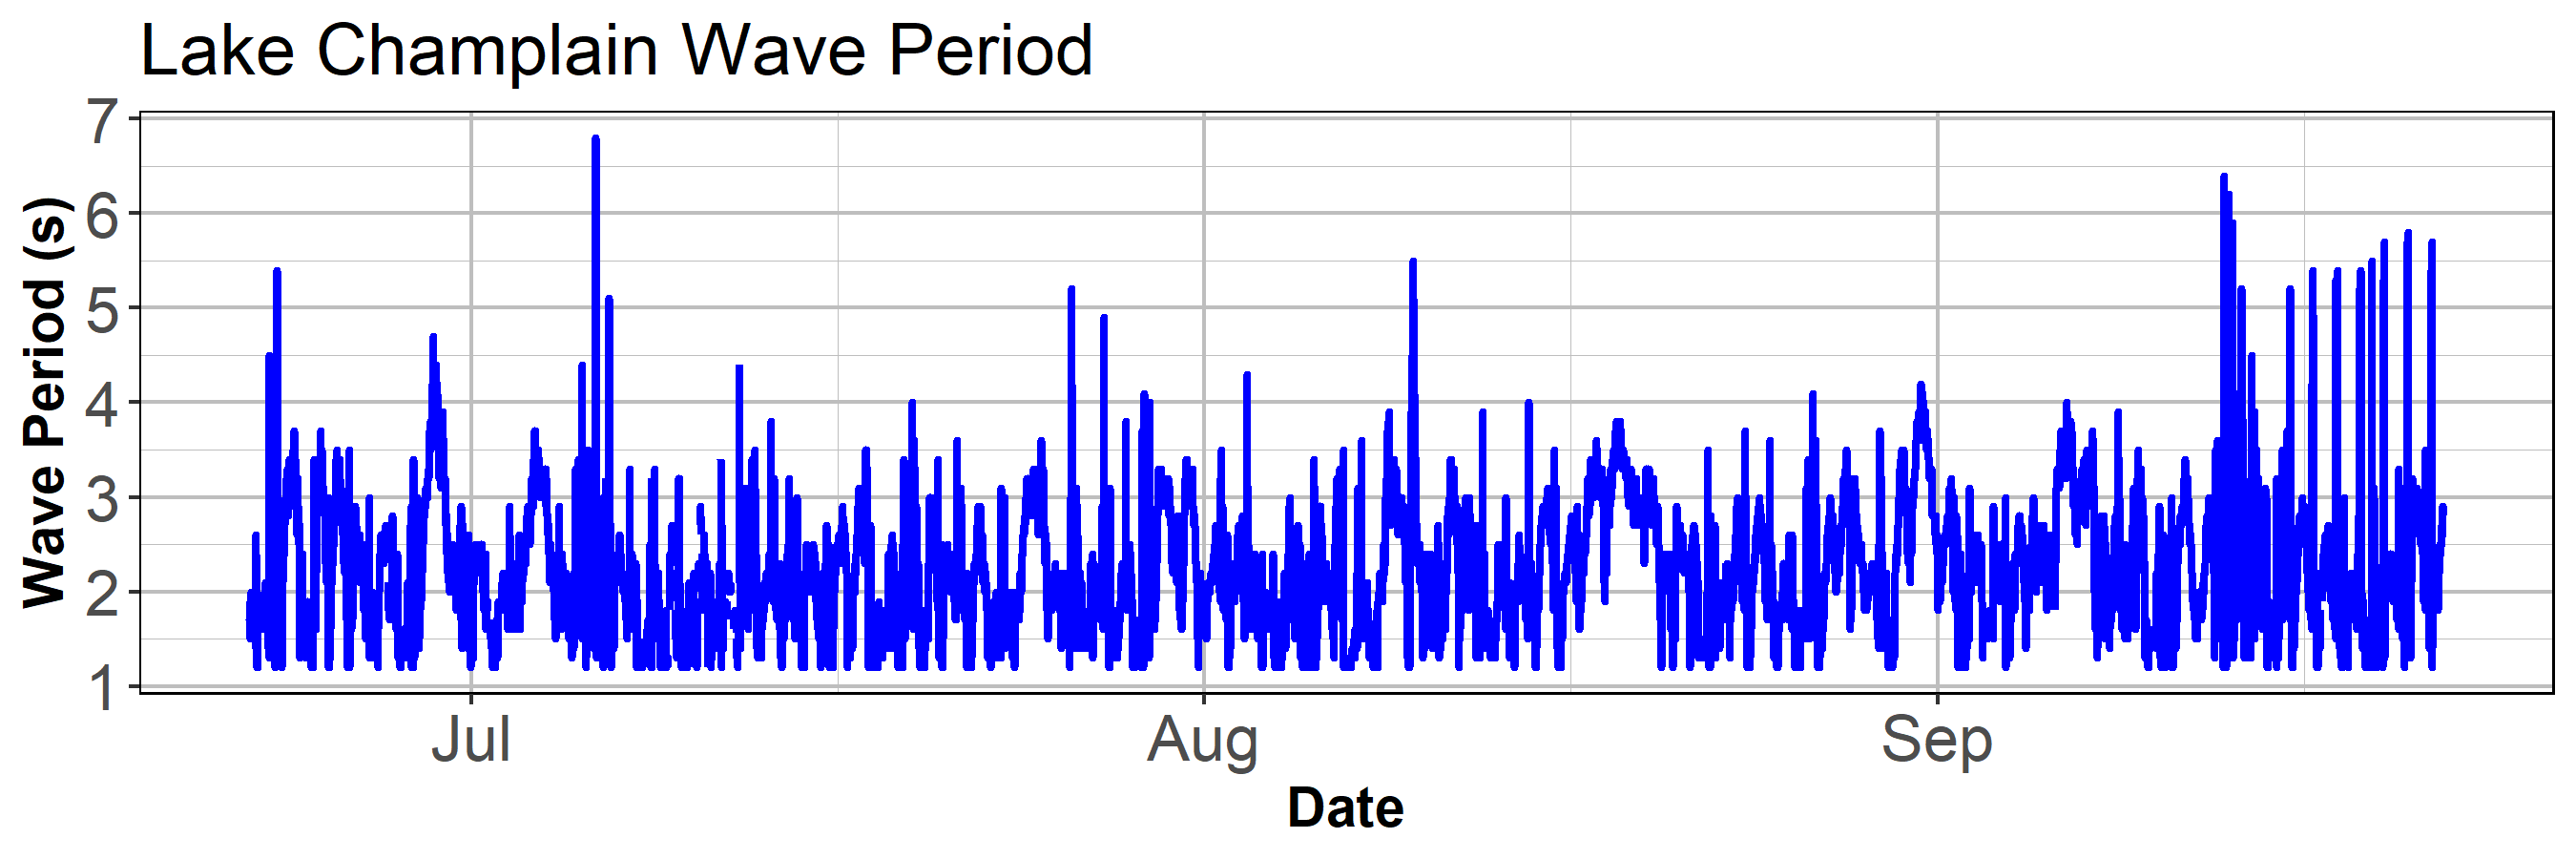 Lake Champlain Wave Period
Wave Period (s)
7
6
5
4
3
2
1
Jul
Aug
Sep
Date